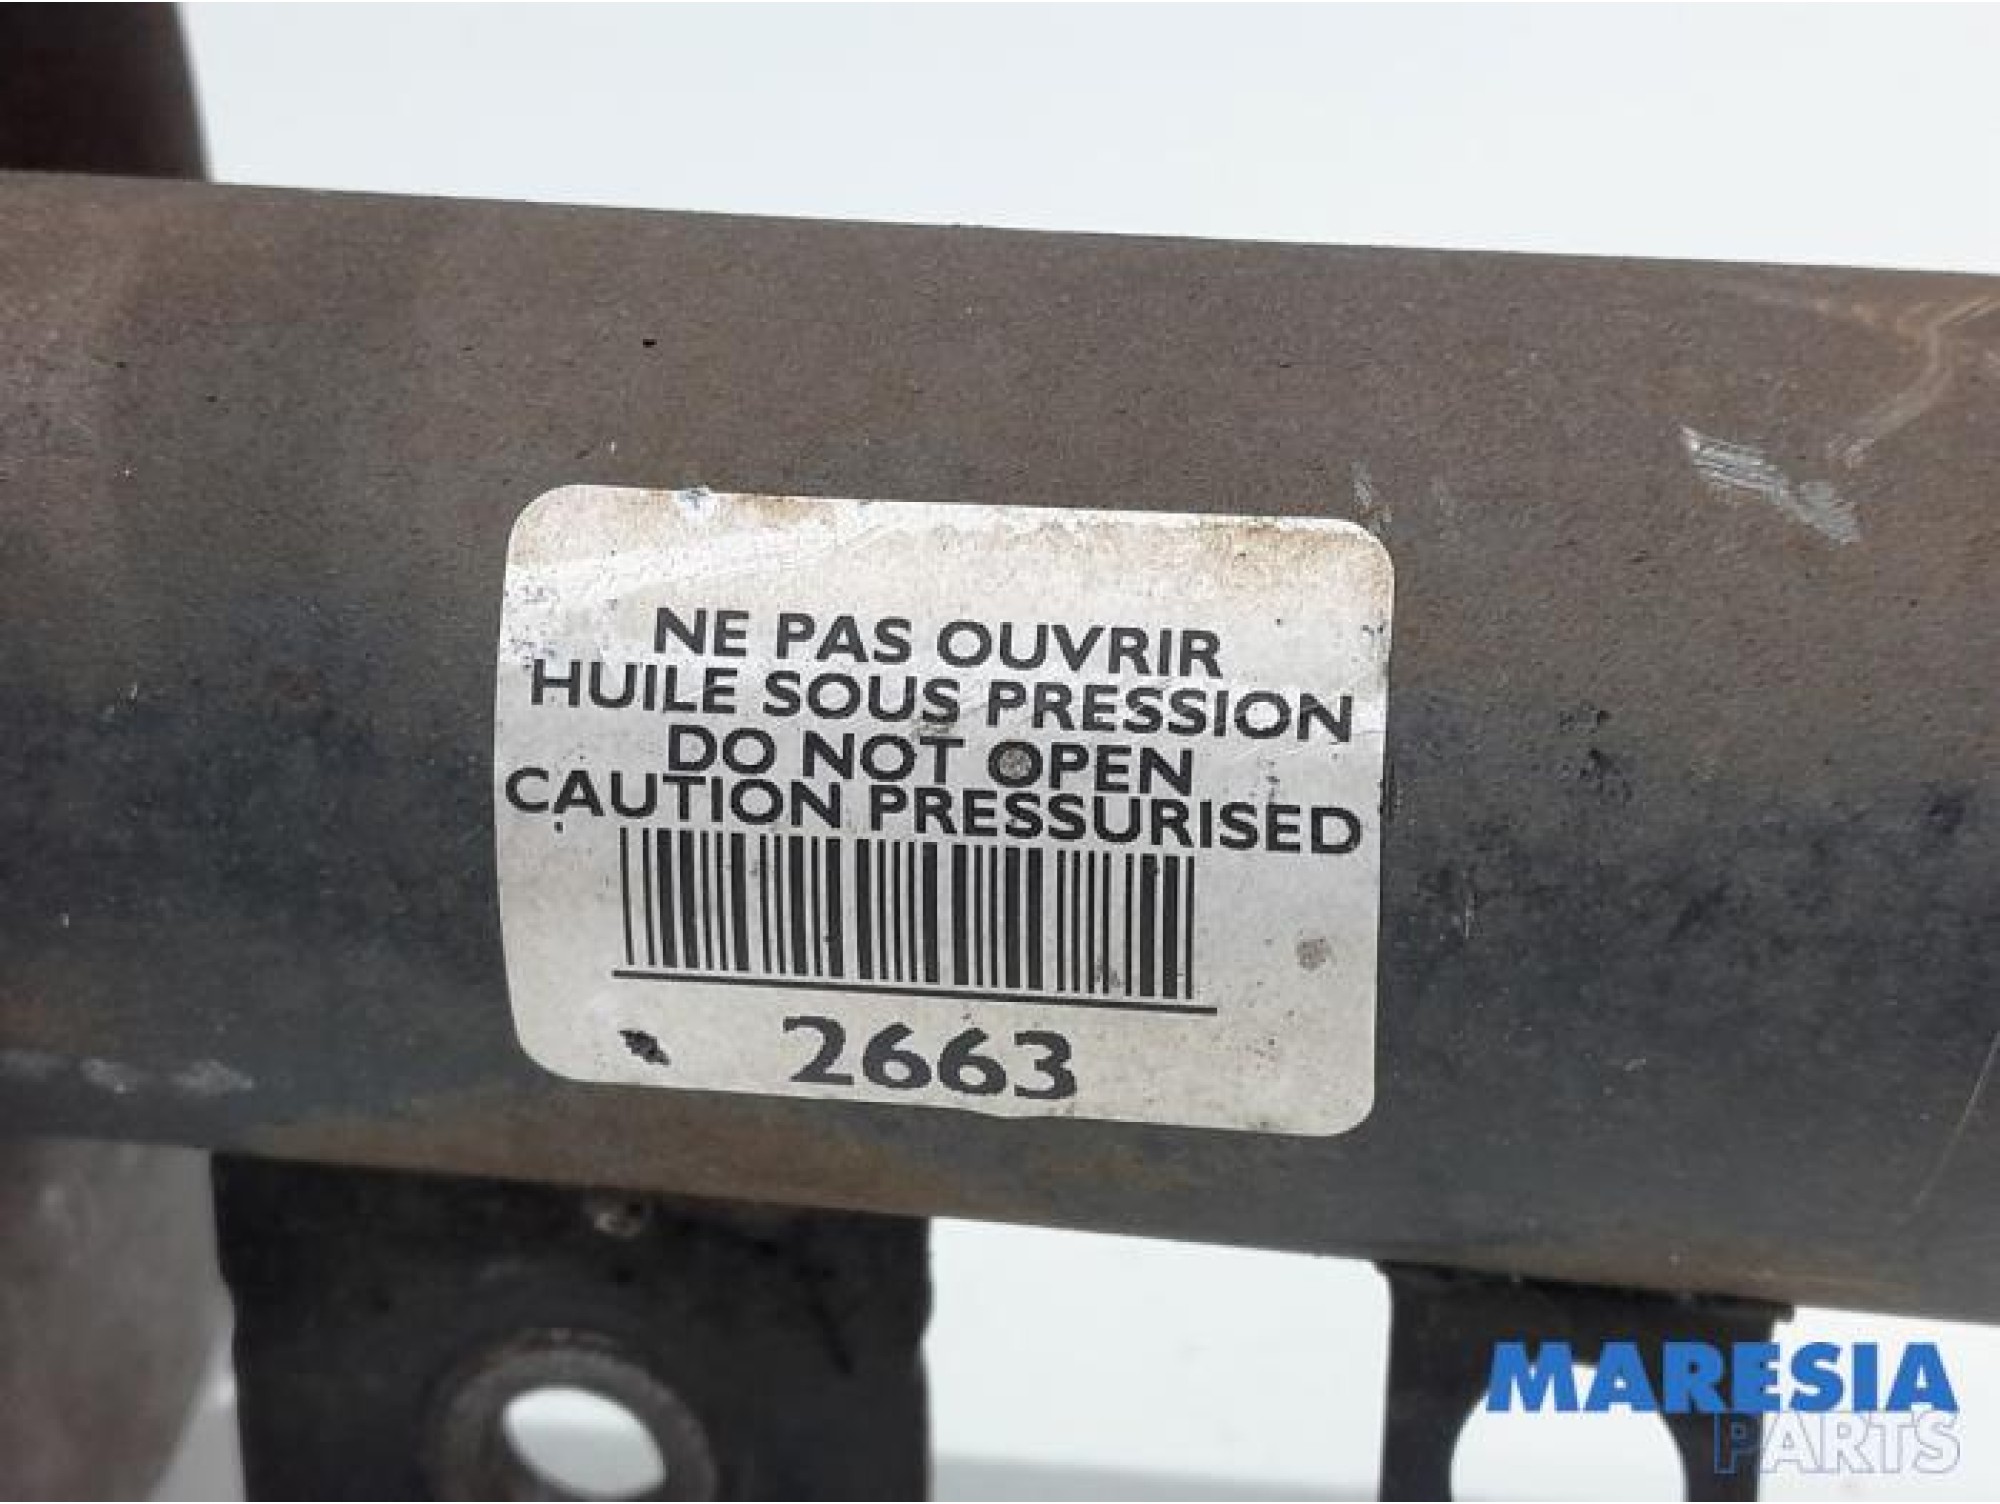 NE PAS OUVRIR
HUILE SOUS PRESSION
DO NOT OPEN
CAUTION PRESSURISED
2663
MARESIA
PARTS